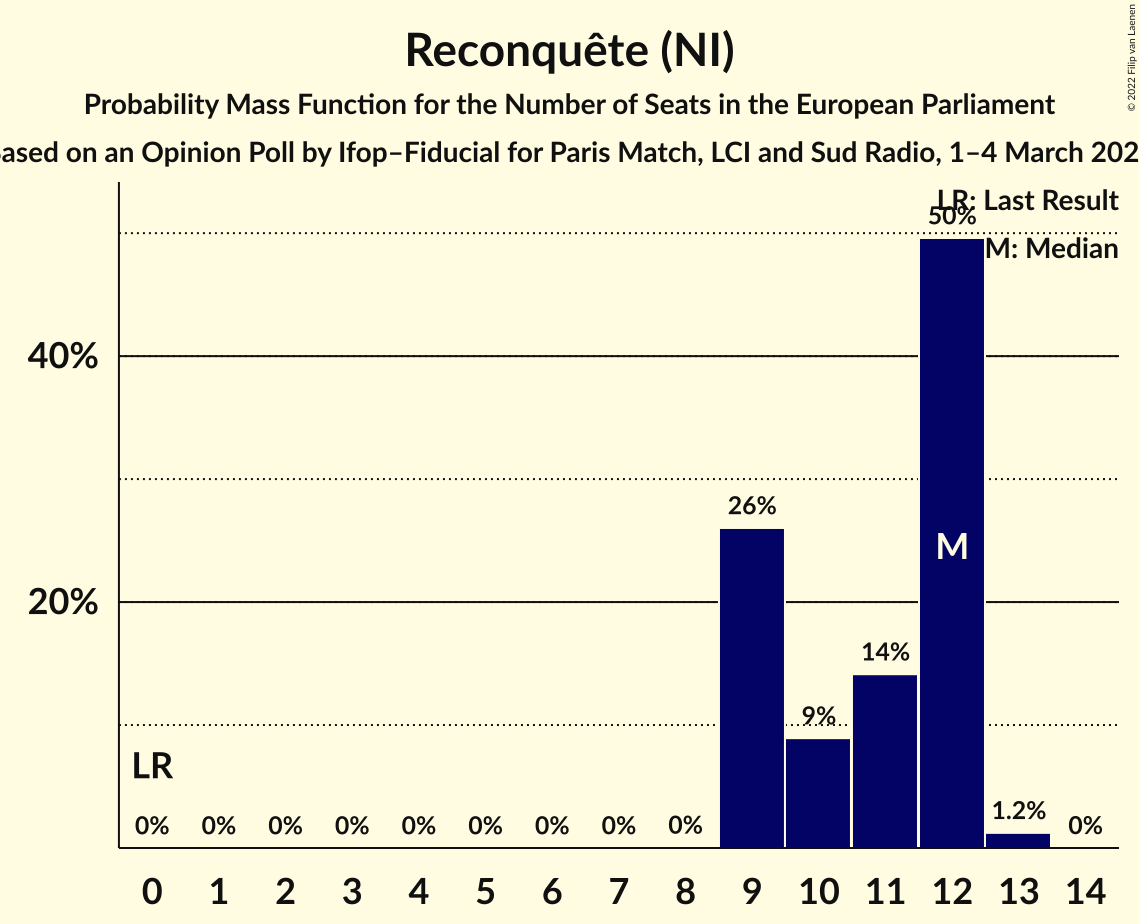 Reconquête (NI)
Probability Mass Function for the Number of Seats in the European Parliament
ased on an Opinion Poll by Ifop–Fiducial for Paris Match, LCI and Sud Radio, 1–4 March 202
© 2022 Filip van Laenen
LR: Last Result
M: Median
50%
40%
26%
M
20%
14%
9%
LR
1.2%
0% 0% 0% 0% 0% 0% 0% 0% 0% 0%
0 1 2 3 4 5 6 7 8 9 10 11 12 13 14